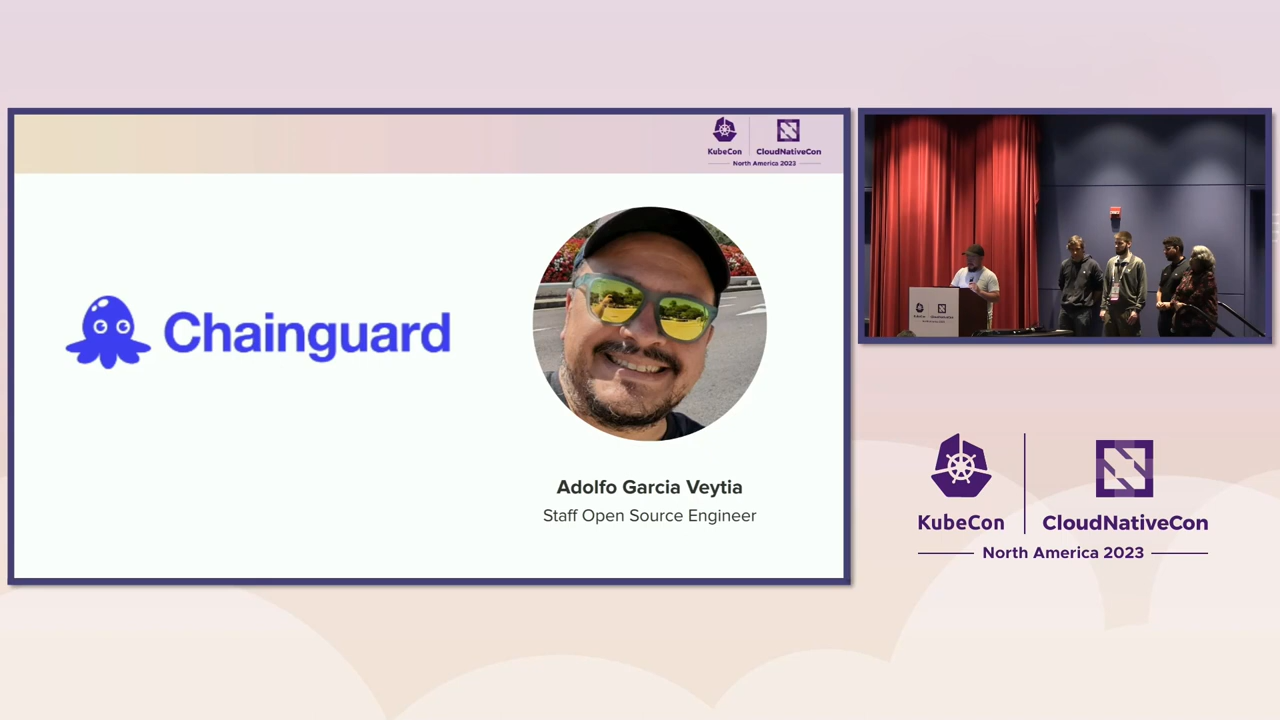 KubeCon
CloudNativeCon
North America 2023
Chainguard
Adolfo Garcia Veytia
Staff Open Source Engineer
KubeCon
CloudNativeCon
North America 2023